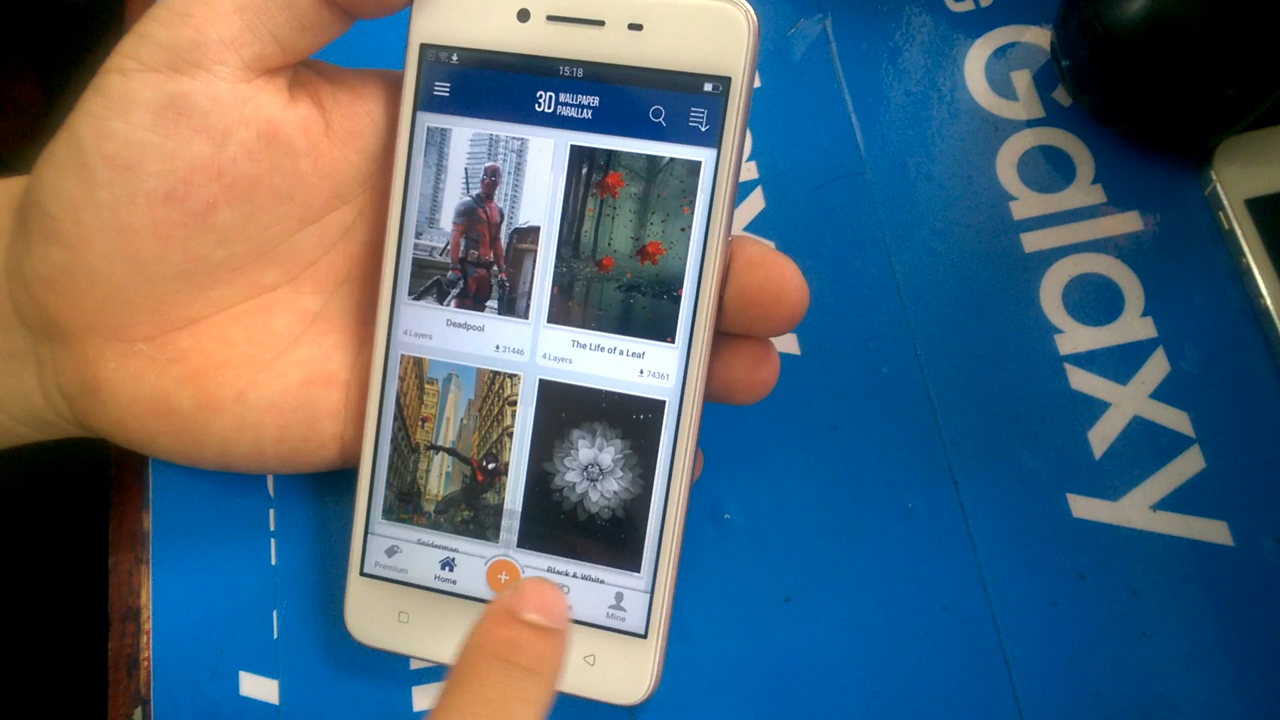 15:18
3D WALLPAPER
PARALLAX
Deadpool
4 Layers
31446
The Life of a Leaf
4 Layers
74361
Spiderman
Black & White
Premium
Home
Mine
G Galaxy